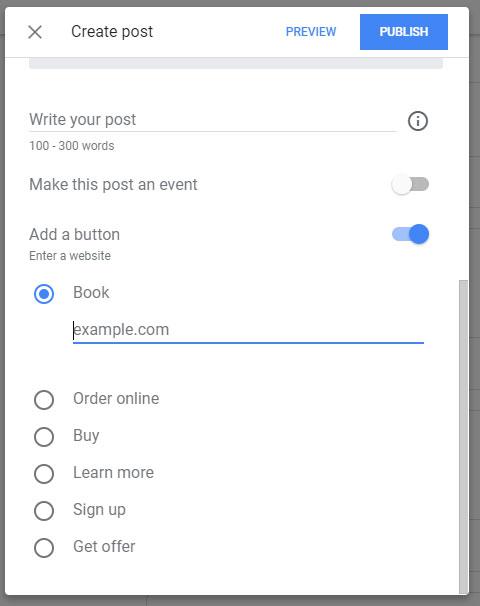 Create post
PREVIEW
PUBLISH
Write your post
100 - 300 words
Make this post an event
Add a button
Enter a website
Book
example.com
Order online
Buy
Learn more
Sign up
Get offer